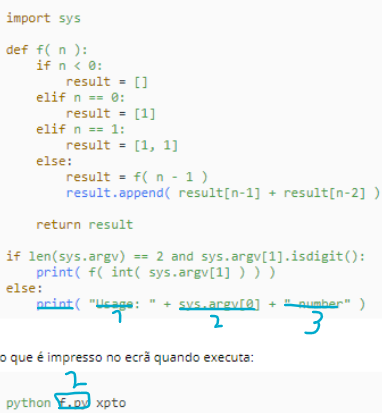 import sys
def f( n ):
if n < 0:
result = []
elif n == 0:
result = [1]
elif n == 1:
result = [1, 1]
else:
result = f( n - 1 )
result.append( result[n-1] + result[n-2] )
return result
if len(sys.argv) == 2 and sys.argv[1].isdigit():
print( f( int( sys.argv[1] ) ) )
else:
print( "Usage: " + sys.argv[0] + " number" )
1 2 3
o que é impresso no ecrã quando executa:
2
python f.py xpto